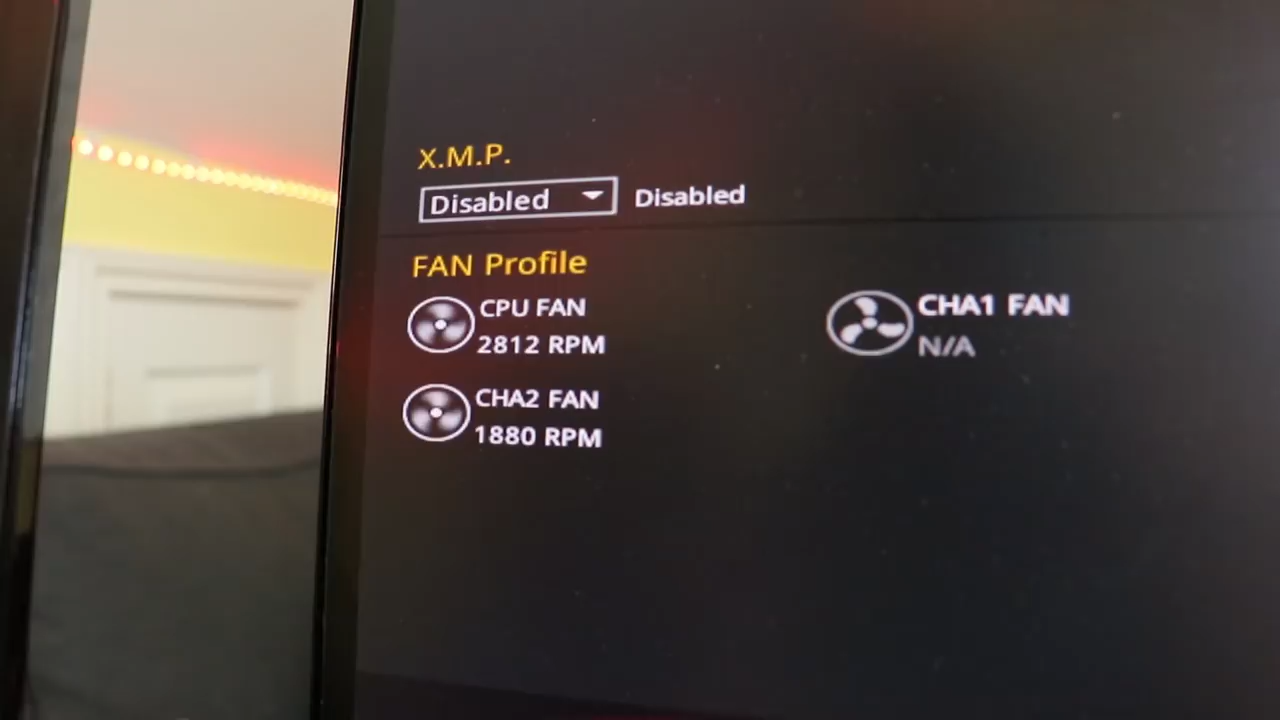 X.M.P.
Disabled Disabled
FAN Profile
CPU FAN
2812 RPM
CHA1 FAN
N/A
CHA2 FAN
1880 RPM